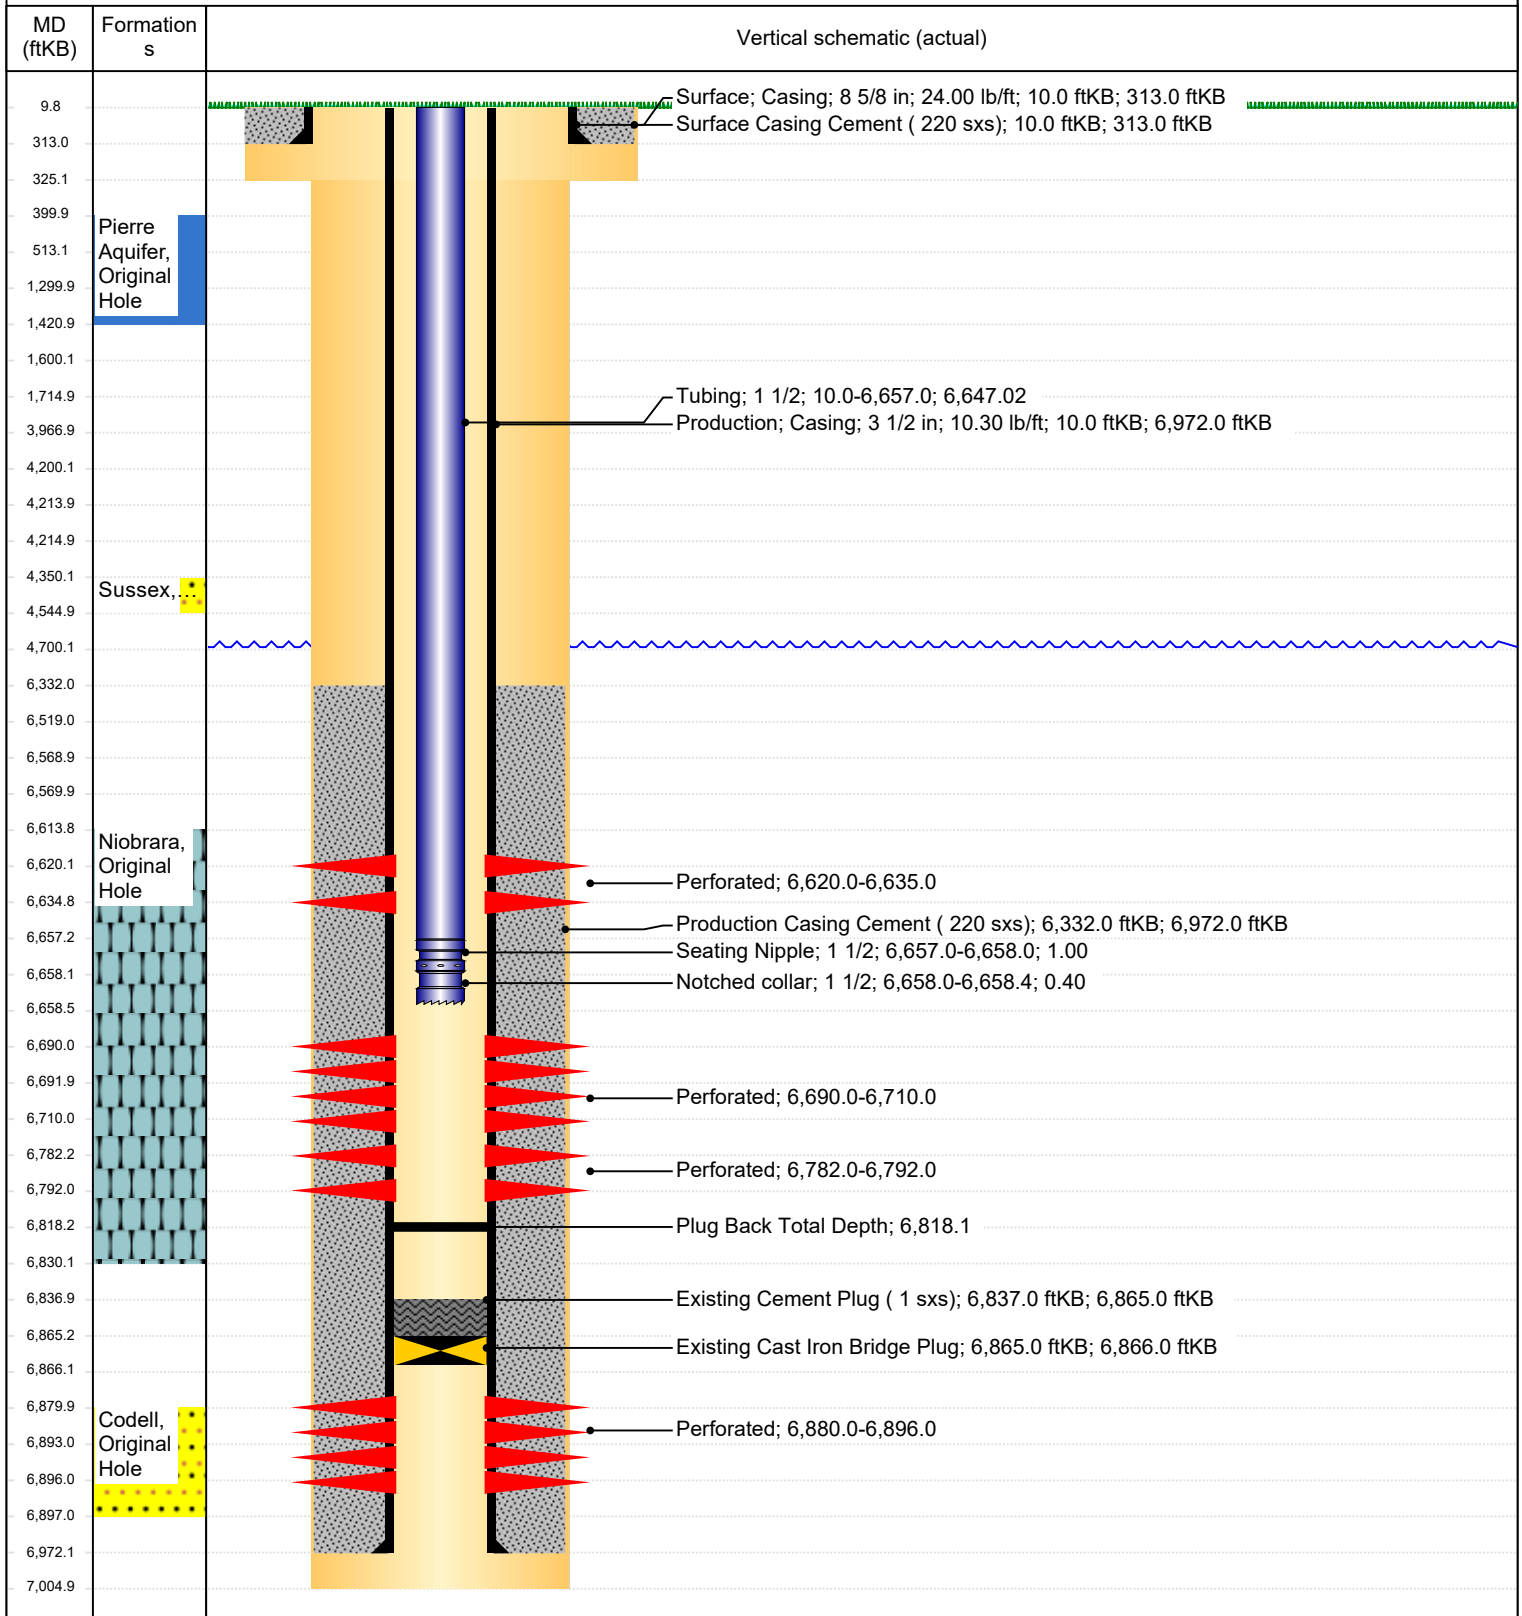 MD
(ftKB)
Formation
s
Vertical schematic (actual)
9.8
313.0
325.1
399.9
513.1
1,299.9
1,420.9
1,600.1
1,714.9
3,966.9
4,200.1
4,213.9
4,214.9
4,350.1
4,544.9
4,700.1
6,332.0
6,519.0
6,568.9
6,569.9
6,613.8
6,620.1
6,634.8
6,657.2
6,658.1
6,658.5
6,690.0
6,691.9
6,710.0
6,782.2
6,792.0
6,818.2
6,830.1
6,836.9
6,865.2
6,866.1
6,879.9
6,893.0
6,896.0
6,897.0
6,972.1
7,004.9
Pierre
Aquifer,
Original
Hole
Sussex,...
Niobrara,
Original
Hole
Codell,
Original
Hole
Surface; Casing; 8 5/8 in; 24.00 lb/ft; 10.0 ftKB; 313.0 ftKB
Surface Casing Cement ( 220 sxs); 10.0 ftKB; 313.0 ftKB
Tubing; 1 1/2; 10.0-6,657.0; 6,647.02
Production; Casing; 3 1/2 in; 10.30 lb/ft; 10.0 ftKB; 6,972.0 ftKB
Perforated; 6,620.0-6,635.0
Production Casing Cement ( 220 sxs); 6,332.0 ftKB; 6,972.0 ftKB
Seating Nipple; 1 1/2; 6,657.0-6,658.0; 1.00
Notched collar; 1 1/2; 6,658.0-6,658.4; 0.40
Perforated; 6,690.0-6,710.0
Perforated; 6,782.0-6,792.0
Plug Back Total Depth; 6,818.1
Existing Cement Plug ( 1 sxs); 6,837.0 ftKB; 6,865.0 ftKB
Existing Cast Iron Bridge Plug; 6,865.0 ftKB; 6,866.0 ftKB
Perforated; 6,880.0-6,896.0